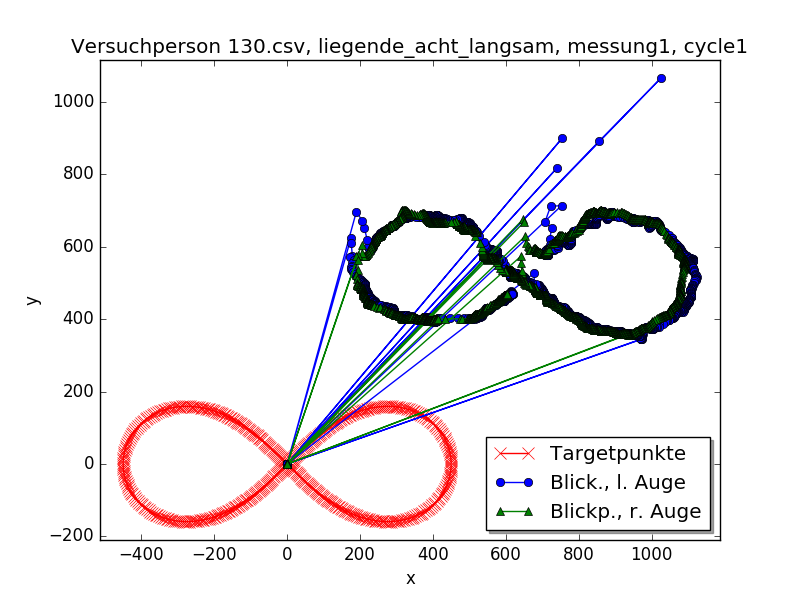 Versuchperson 130.csv, liegende_acht_langsam, messung1, cycle1
1000
800
600
400
200
0
−200
y
−400
−200
0
200
400
600
800
1000
x
Targetpunkte
Blick., l. Auge
Blickp., r. Auge